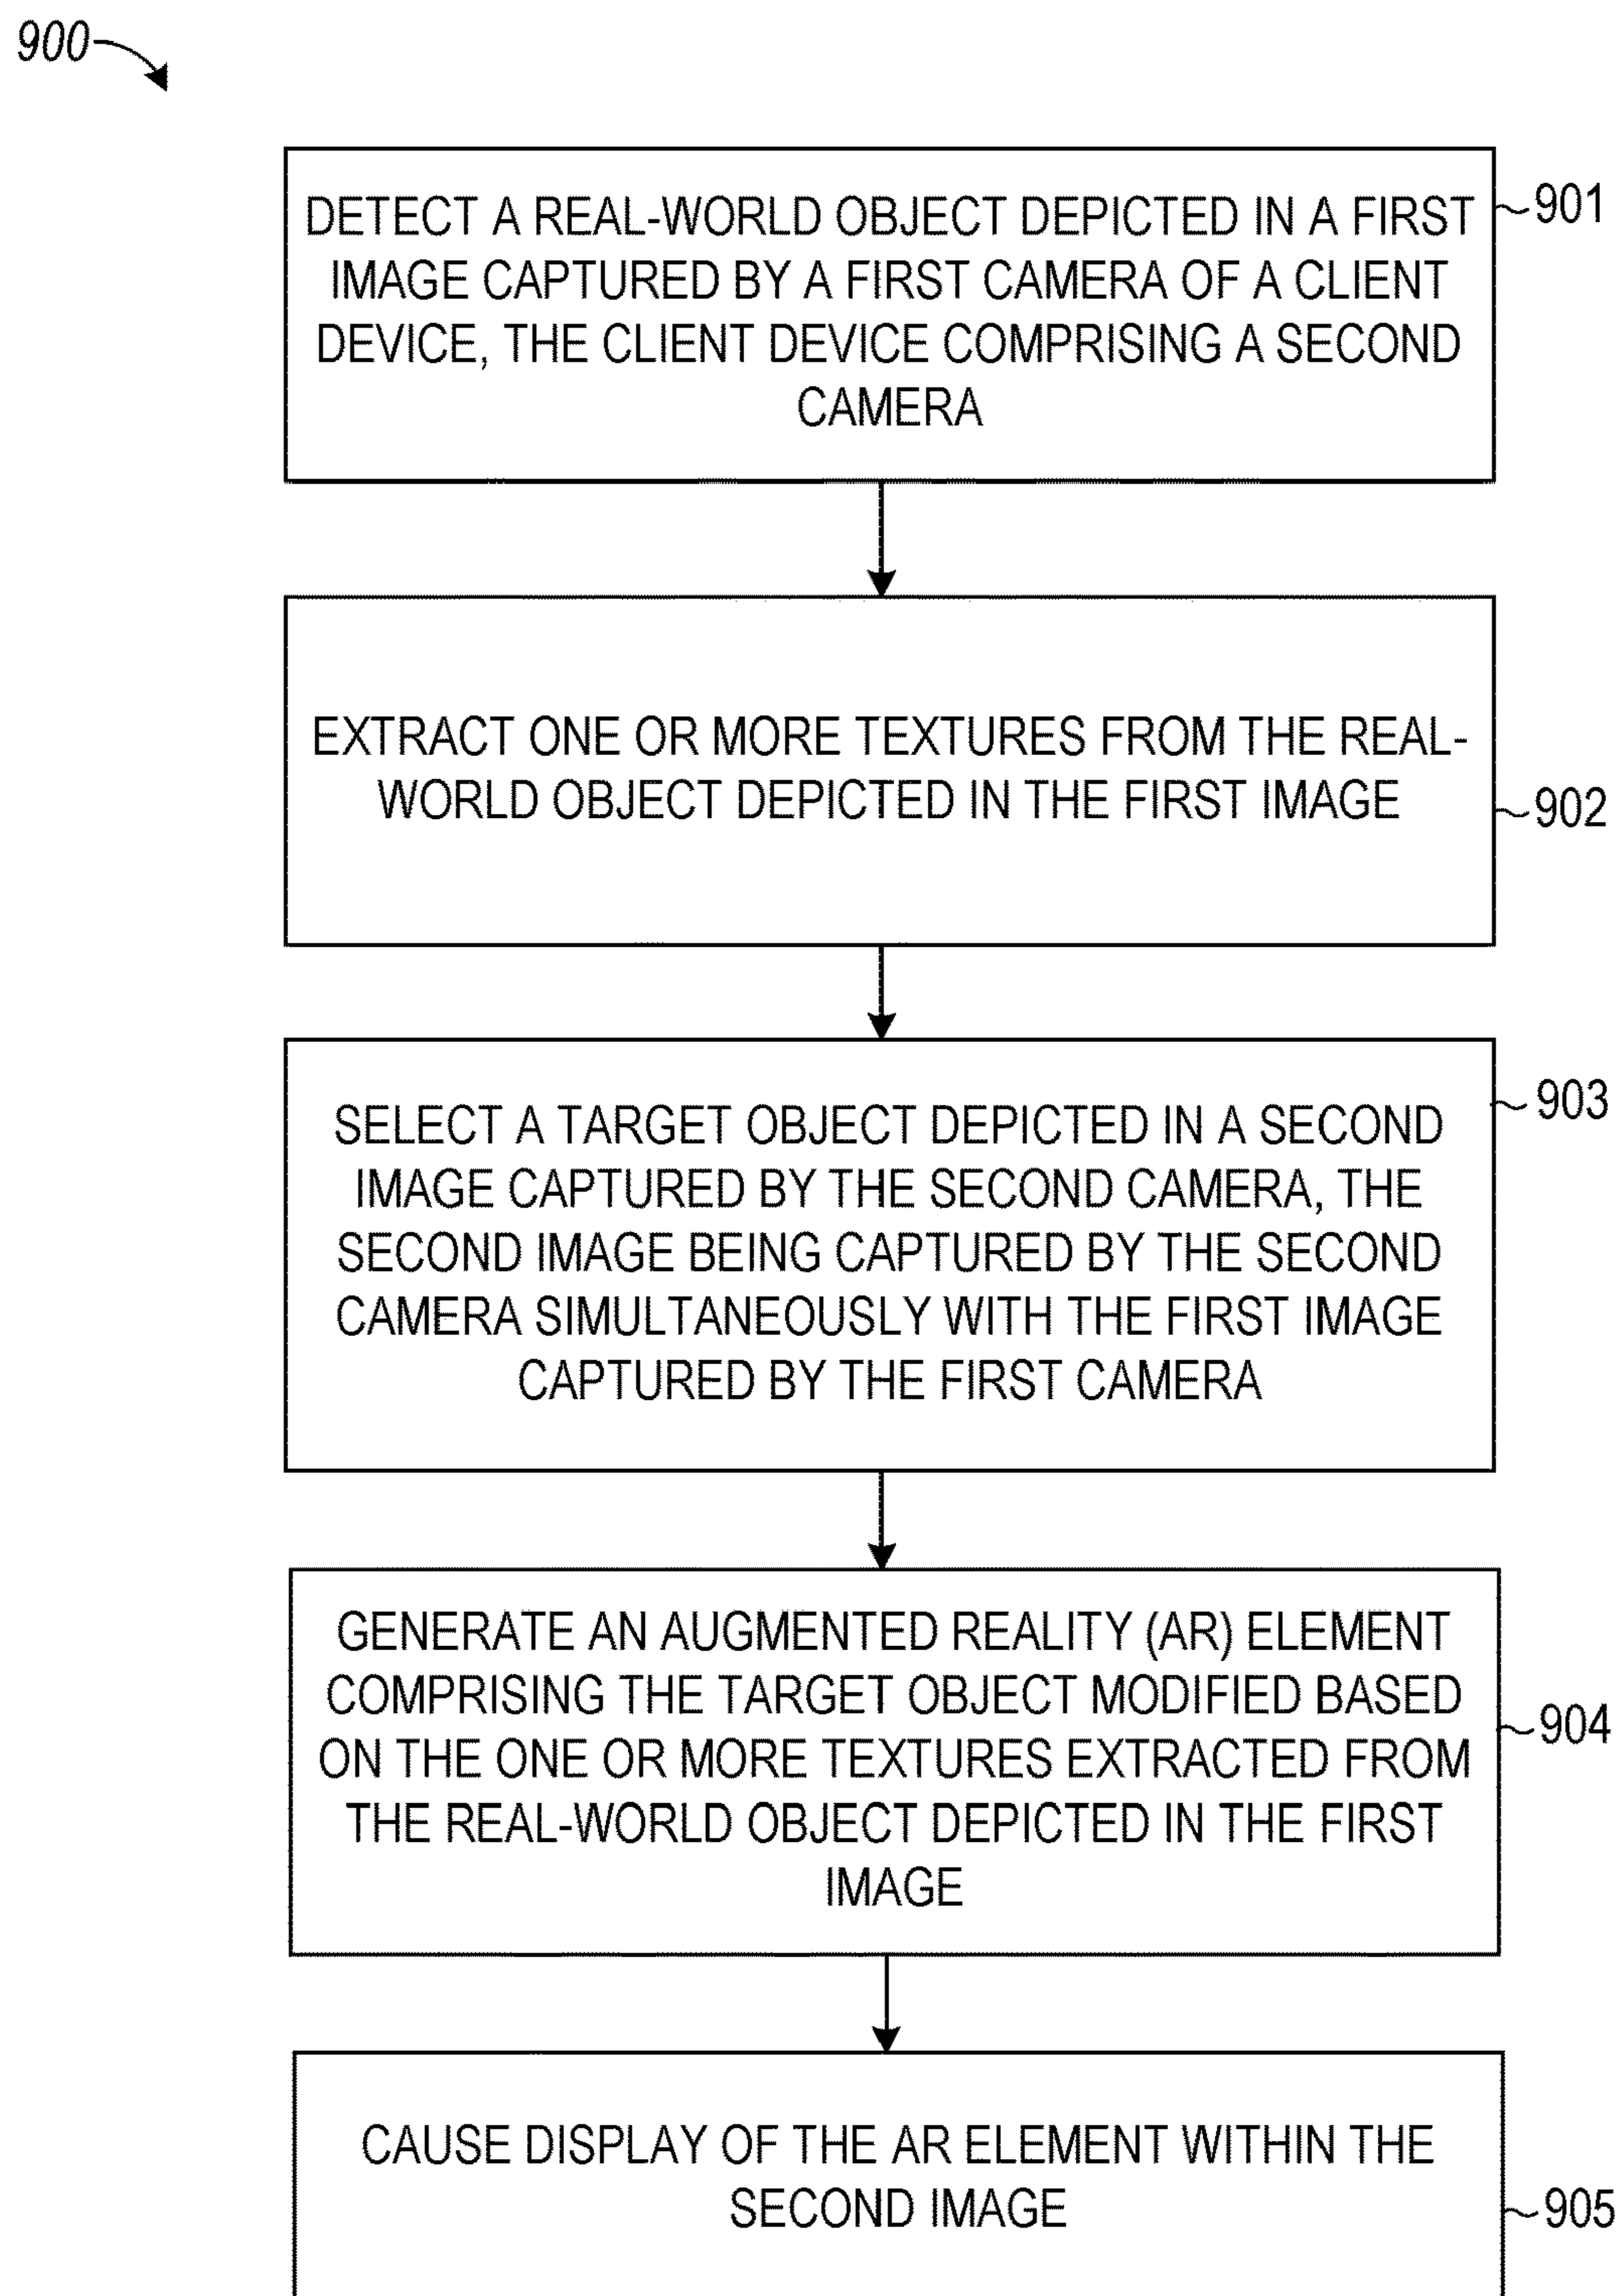 900
DETECT A REAL-WORLD OBJECT DEPICTED IN A FIRST
IMAGE CAPTURED BY A FIRST CAMERA OF A CLIENT
DEVICE, THE CLIENT DEVICE COMPRISING A SECOND
CAMERA
901
EXTRACT ONE OR MORE TEXTURES FROM THE REAL-
WORLD OBJECT DEPICTED IN THE FIRST IMAGE
902
SELECT A TARGET OBJECT DEPICTED IN A SECOND
IMAGE CAPTURED BY THE SECOND CAMERA, THE
SECOND IMAGE BEING CAPTURED BY THE SECOND
CAMERA SIMULTANEOUSLY WITH THE FIRST IMAGE
CAPTURED BY THE FIRST CAMERA
903
GENERATE AN AUGMENTED REALITY (AR) ELEMENT
COMPRISING THE TARGET OBJECT MODIFIED BASED
ON THE ONE OR MORE TEXTURES EXTRACTED FROM
THE REAL-WORLD OBJECT DEPICTED IN THE FIRST
IMAGE
904
CAUSE DISPLAY OF THE AR ELEMENT WITHIN THE
SECOND IMAGE
905